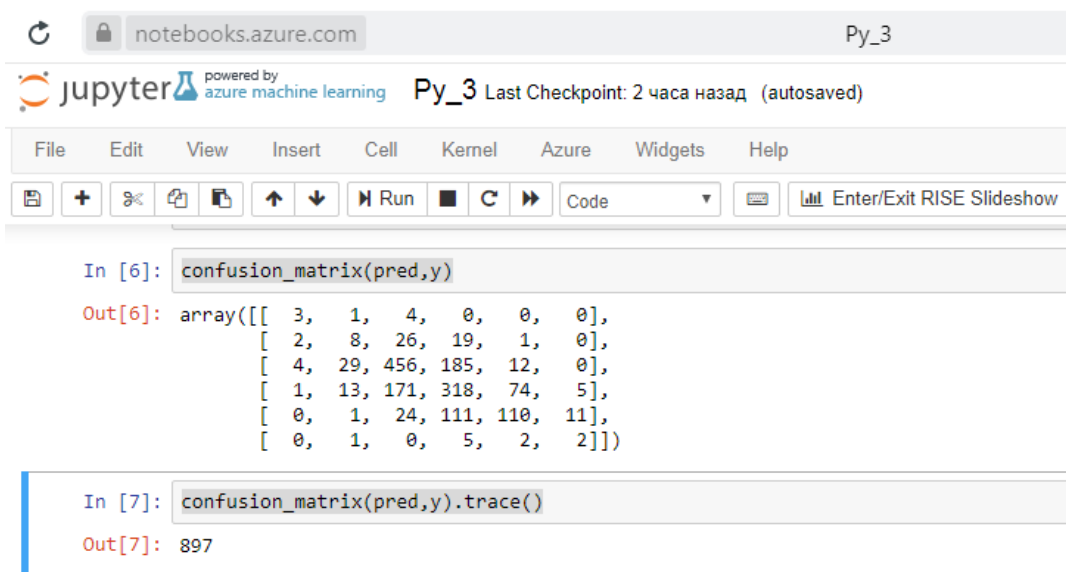 notebooks.azure.com Py_3
jupyter powered by azure machine learning Py_3 Last Checkpoint: 2 часа назад (autosaved)
File Edit View Insert Cell Kernel Azure Widgets Help
Run Code Enter/Exit RISE Slideshow
In [6]: confusion_matrix(pred,y)
Out[6]: array([[ 3, 1, 4, 0, 0, 0],
[ 2, 8, 26, 19, 1, 0],
[ 4, 29, 456, 185, 12, 0],
[ 1, 13, 171, 318, 74, 5],
[ 0, 1, 24, 111, 110, 11],
[ 0, 1, 0, 5, 2, 2]])
In [7]: confusion_matrix(pred,y).trace()
Out[7]: 897